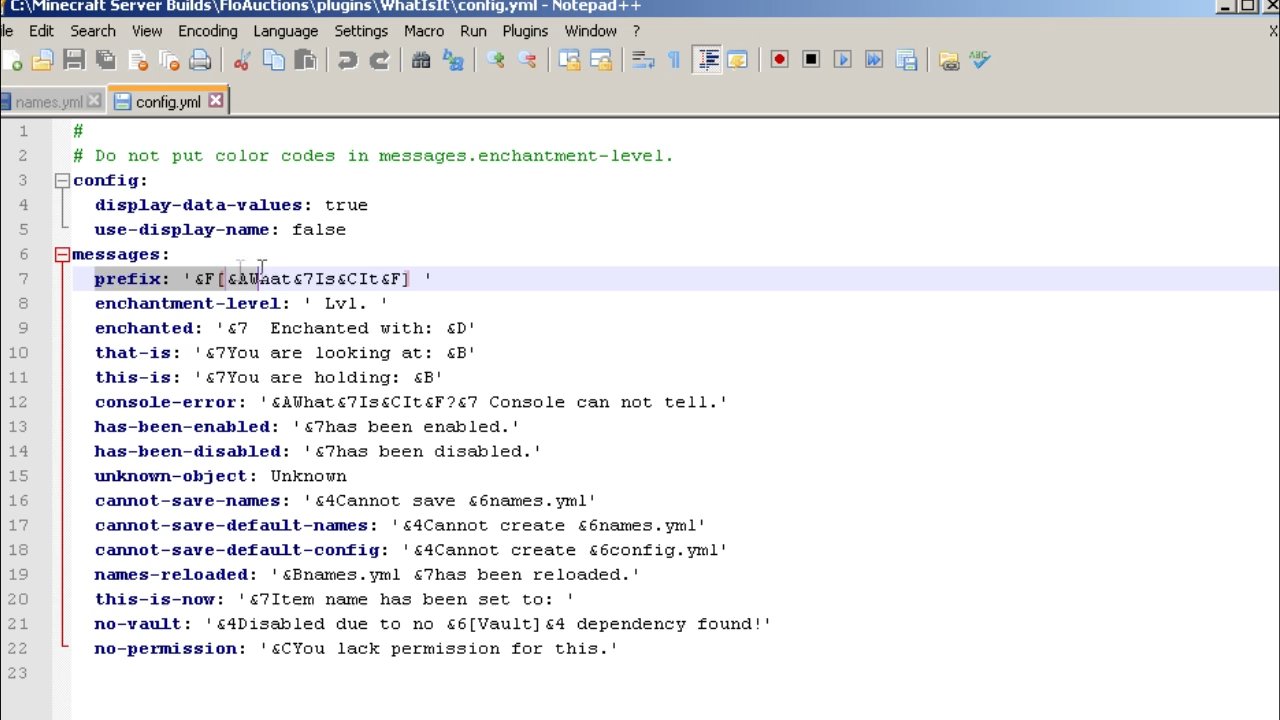 C:\Minecraft Server Builds\FloAuctions\plugins\WhatIsIt\config.yml - Notepad++
le Edit Search View Encoding Language Settings Macro Run Plugins Window ? X
names.yml config.yml
1 #
2 # Do not put color codes in messages.enchantment-level.
3 config:
4 display-data-values: true
5 use-display-name: false
6 messages:
7 prefix: '&F[&AWhat&7Is&CIt&F] '
8 enchantment-level: ' Lvl. '
9 enchanted: '&7  Enchanted with: &D'
10 that-is: '&7You are looking at: &B'
11 this-is: '&7You are holding: &B'
12 console-error: '&AWhat&7Is&CIt&F?&7 Console can not tell.'
13 has-been-enabled: '&7has been enabled.'
14 has-been-disabled: '&7has been disabled.'
15 unknown-object: Unknown
16 cannot-save-names: '&4Cannot save &6names.yml'
17 cannot-save-default-names: '&4Cannot create &6names.yml'
18 cannot-save-default-config: '&4Cannot create &6config.yml'
19 names-reloaded: '&Bnames.yml &7has been reloaded.'
20 this-is-now: '&7Item name has been set to: '
21 no-vault: '&4Disabled due to no &6[Vault]&4 dependency found!'
22 no-permission: '&CYou lack permission for this.'
23